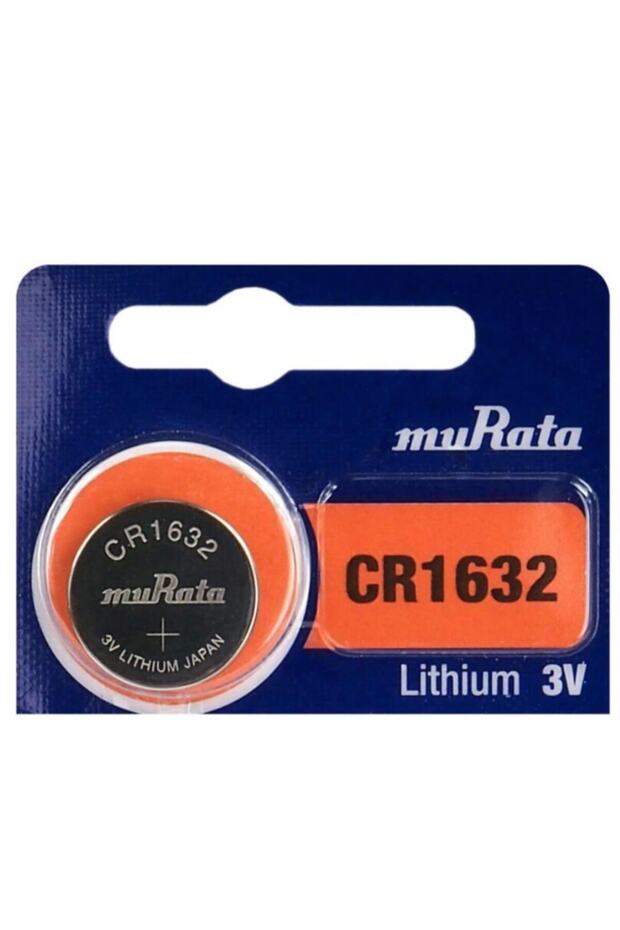 muRata
CR1632
muRata
+
3V LITHIUM JAPAN
CR1632
Lithium 3V